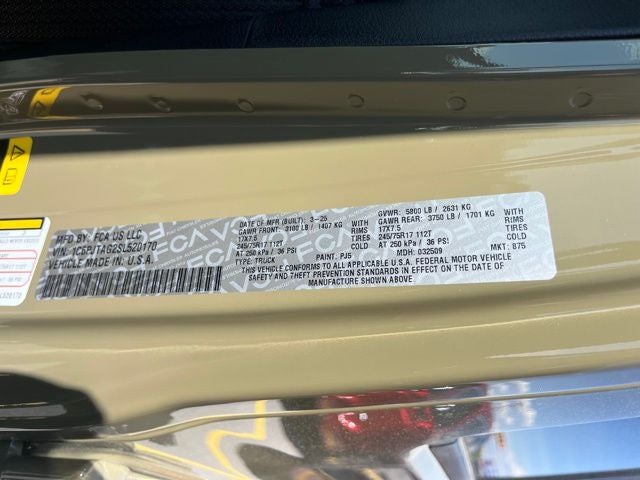 MFD BY: FCA US LLC
VIN: 1C6PJTAG2SL520170
VEHICLE MADE IN U.S.A.
DATE OF MFR (BUILT): 3-25 WITH
GAWR FRONT: 3100 LB / 1407 KG RIMS
17X7.5 TIRES
245/75R17 112T COLD
AT 250 kPa / 36 PSI
PAINT: PJ5
GVWR: 5800 LB / 2631 KG WITH
GAWR REAR: 3750 LB / 1701 KG RIMS
17X7.5 TIRES
245/75R17 112T COLD
AT 250 kPa / 36 PSI
MDH: 032509 MKT: 875
TYPE: TRUCK
THIS VEHICLE CONFORMS TO ALL APPLICABLE U.S.A. FEDERAL MOTOR VEHICLE
SAFETY AND THEFT PREVENTION STANDARDS IN EFFECT ON THE DATE OF
MANUFACTURE SHOWN ABOVE.